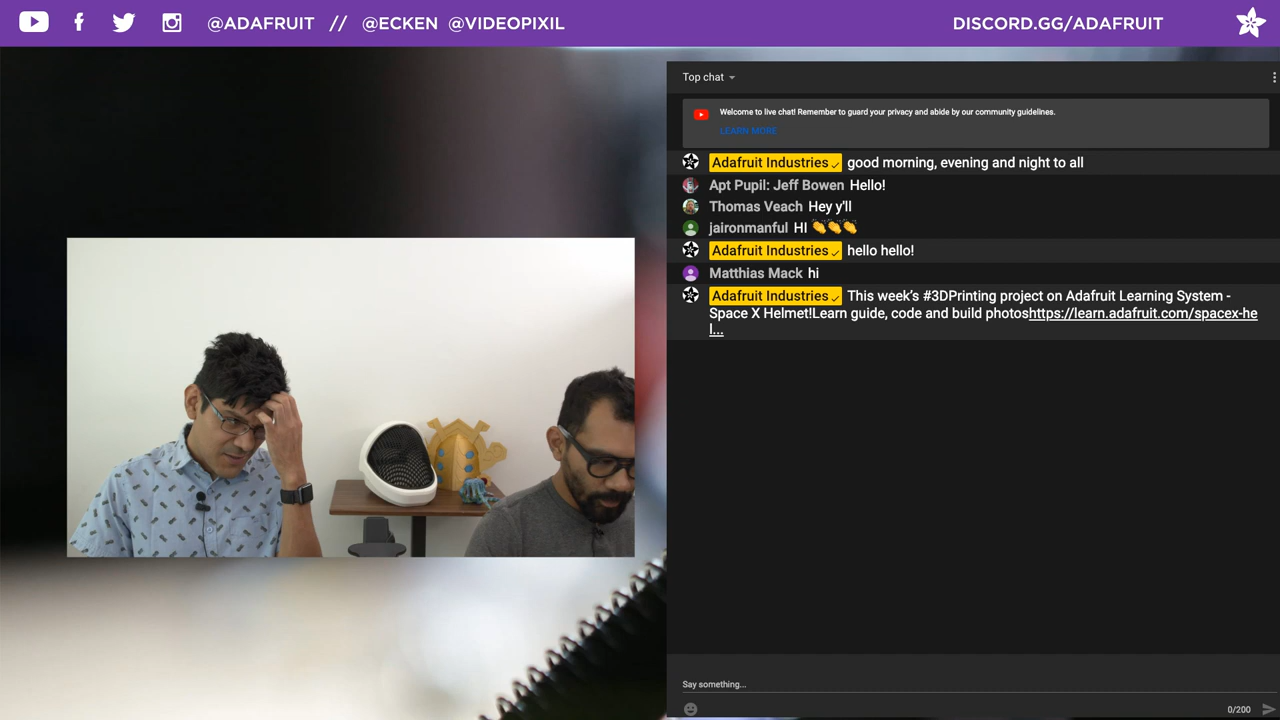 @ADAFRUIT // @ECKEN @VIDEOPIXIL
DISCORD.GG/ADAFRUIT
Top chat
Welcome to live chat! Remember to guard your privacy and abide by our community guidelines.
LEARN MORE
Adafruit Industries good morning, evening and night to all
Apt Pupil: Jeff Bowen Hello!
Thomas Veach Hey y'll
jaironmanful HI 👏👏👏
Adafruit Industries hello hello!
Matthias Mack hi
Adafruit Industries This week's #3DPrinting project on Adafruit Learning System -
Space X Helmet!Learn guide, code and build photoshttps://learn.adafruit.com/spacex-he
l...
Say something...
0/200